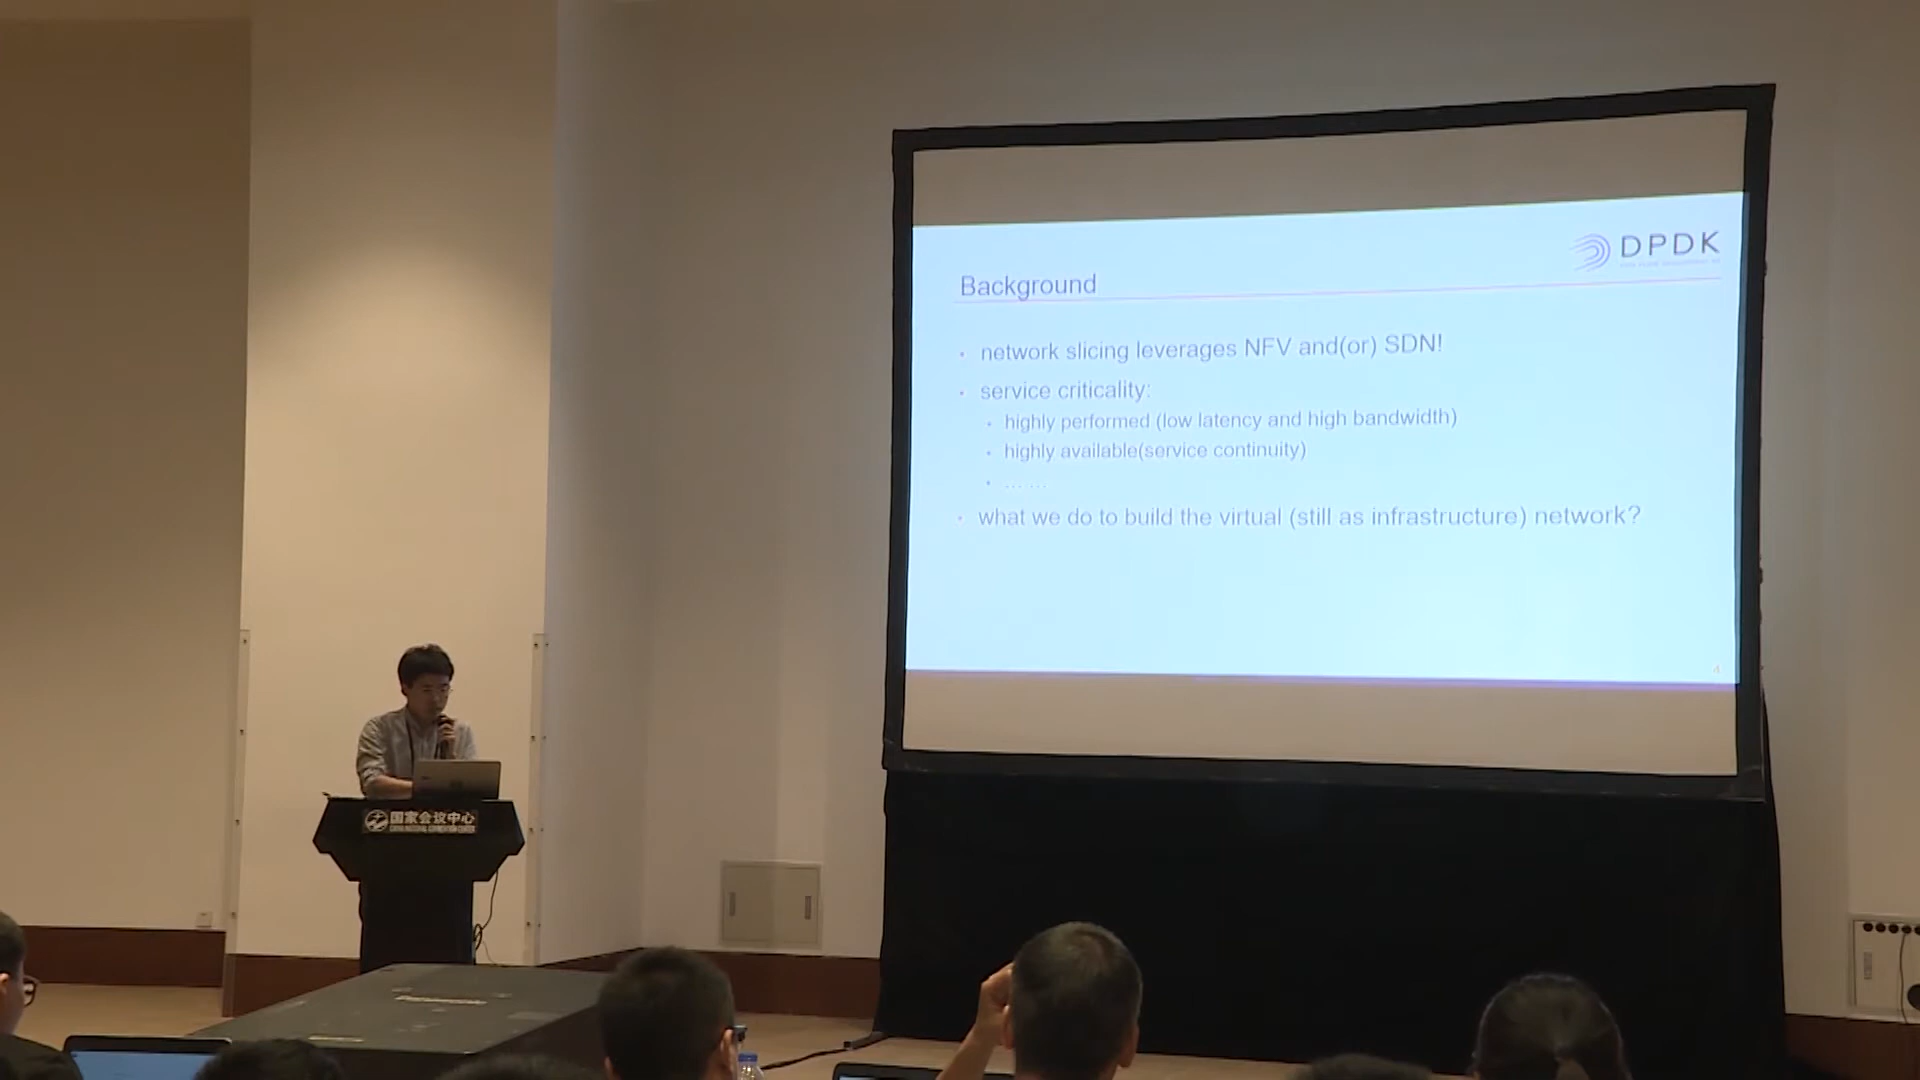 DPDK
Background
• network slicing leverages NFV and(or) SDN!
• service criticality:
• highly performed (low latency and high bandwidth)
• highly available(service continuity)
• ... ...
• what we do to build the virtual (still as infrastructure) network?
4
国家会议中心